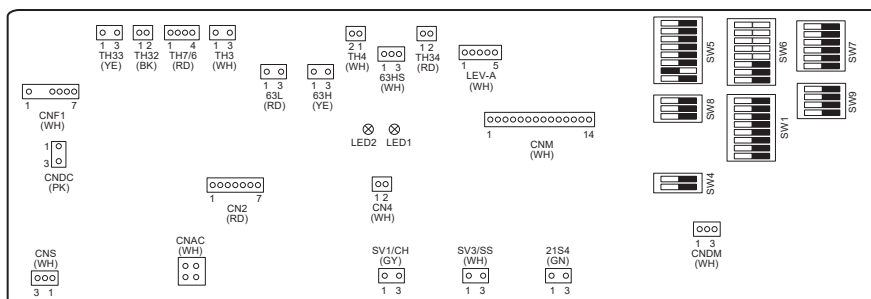 1 3
TH33
(YE)
1 2
TH32
(BK)
1 4
TH7/6
(RD)
1 3
TH3
(WH)
2 1
TH4
(WH)
1 3
63HS
(WH)
1 2
TH34
(RD)
1 5
LEV-A
(WH)
1 3
63L
(RD)
1 3
63H
(YE)
SW5
SW6
SW7
SW8
SW1
SW9
SW4
1 7
CNF1
(WH)
LED2 LED1
1 14
CNM
(WH)
1
3
CNDC
(PK)
1 7
CN2
(RD)
1 2
CN4
(WH)
1 3
CNDM
(WH)
CNS
(WH)
3 1
CNAC
(WH)
SV1/CH
(GY)
1 3
SV3/SS
(WH)
1 3
21S4
(GN)
1 3